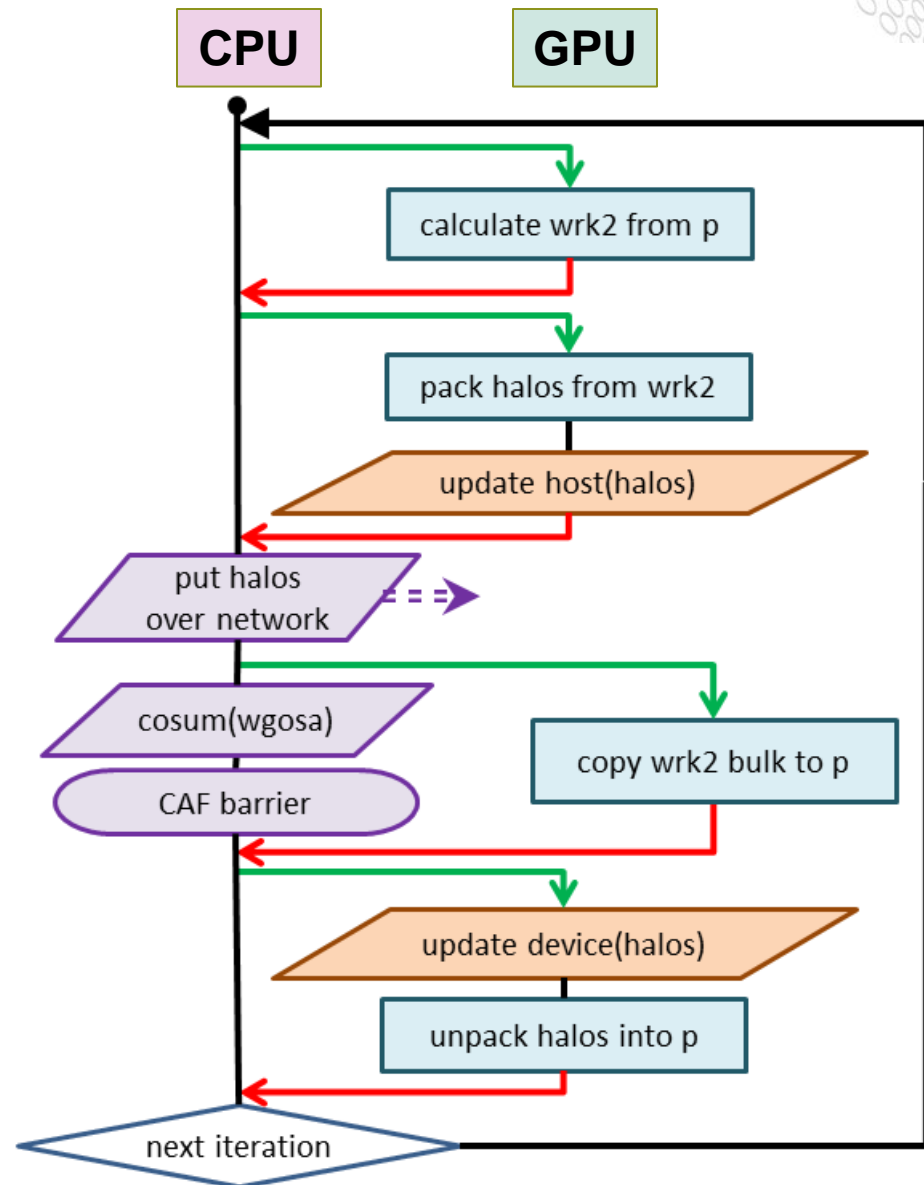 CPU
GPU
calculate wrk2 from p
pack halos from wrk2
update host(halos)
put halos
over network
cosum(wgosa)
copy wrk2 bulk to p
CAF barrier
update device(halos)
unpack halos into p
next iteration